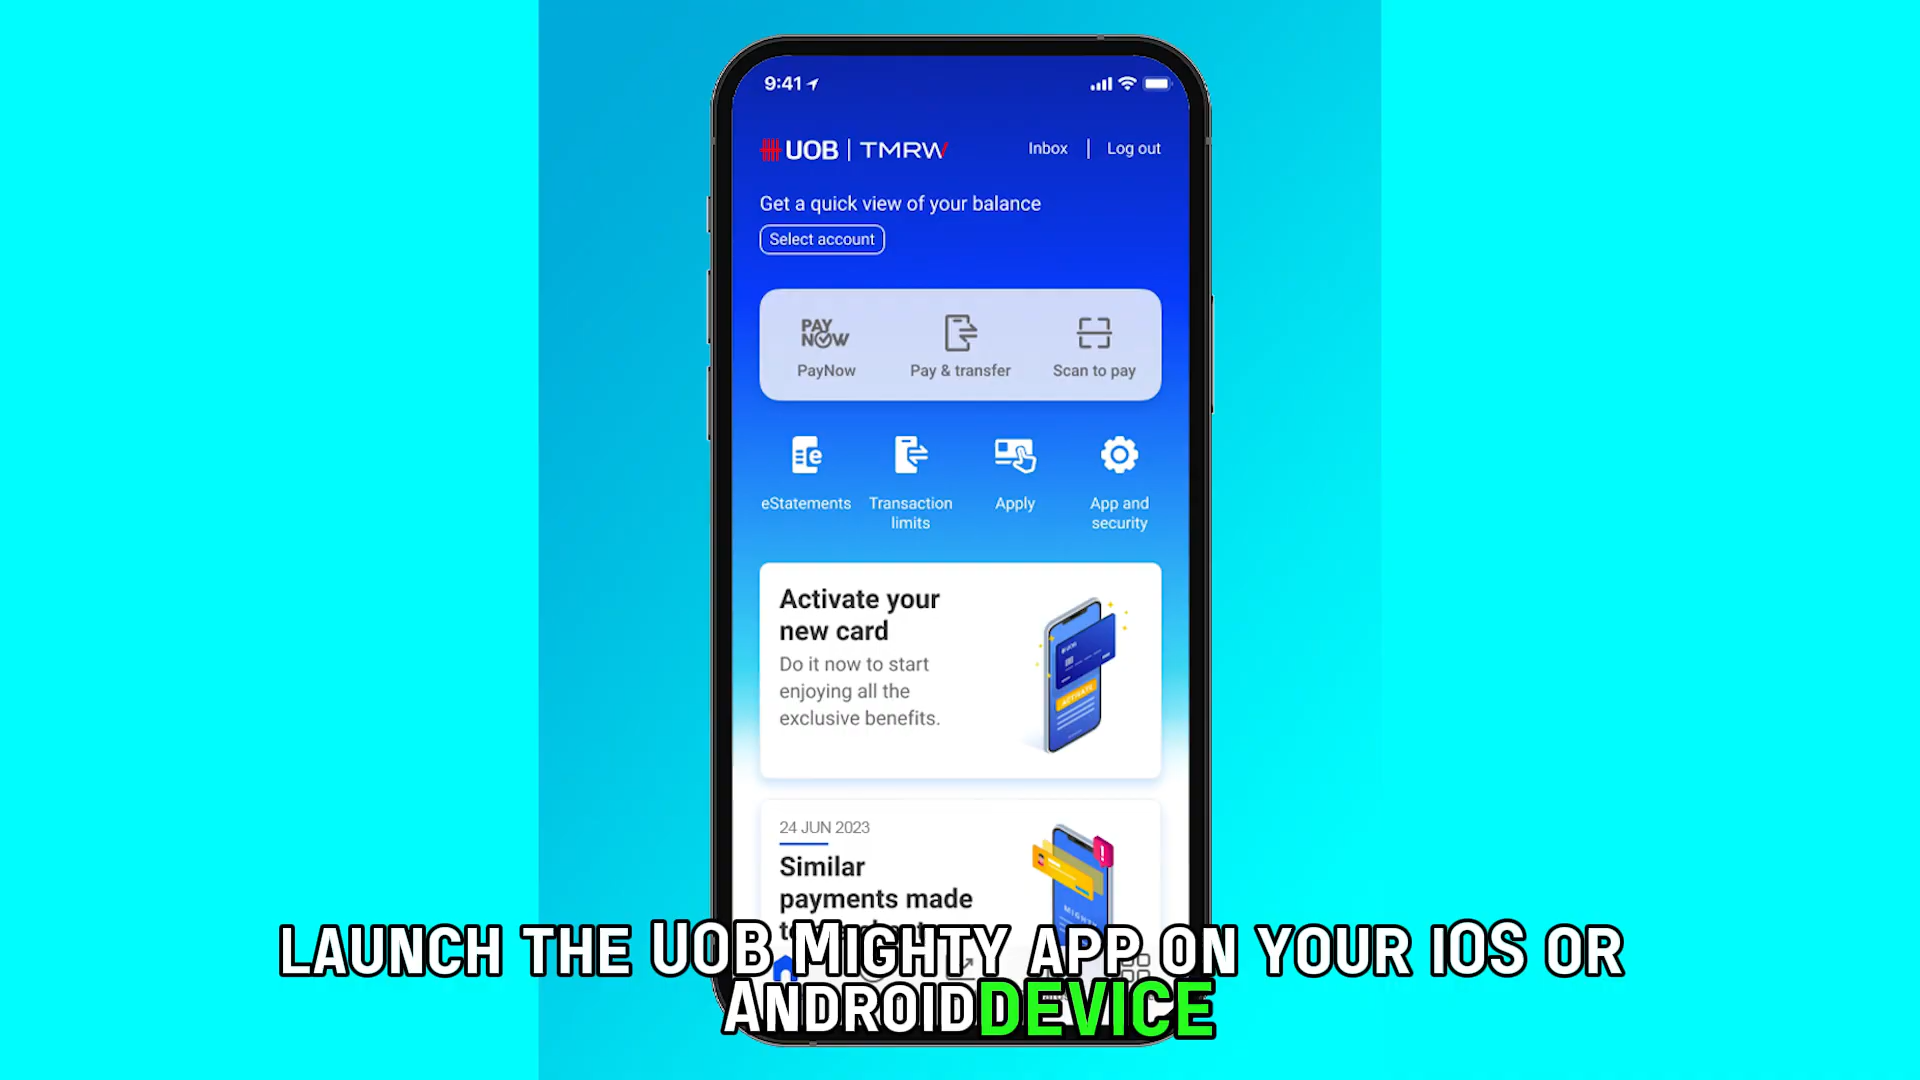 9:41
UOB | TMRW
Inbox | Log out
Get a quick view of your balance
Select account
PAY NOW
PayNow
Pay & transfer
Scan to pay
eStatements
Transaction limits
Apply
App and security
Activate your
new card
Do it now to start
enjoying all the
exclusive benefits.
UOB
ACTIVATE
24 JUN 2023
Similar
payments made
MIGHTY
LAUNCH THE UOB MIGHTY APP ON YOUR IOS OR
ANDROID DEVICE